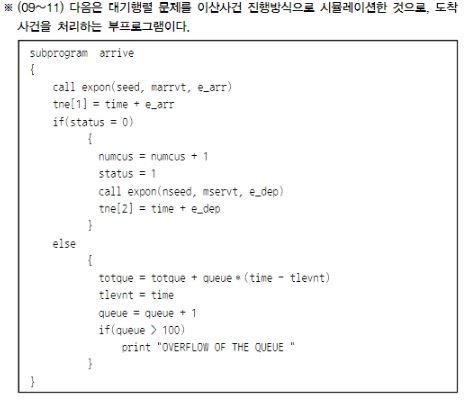 ※ (09~11) 다음은 대기행렬 문제를 이산사건 진행방식으로 시뮬레이션한 것으로, 도착
사건을 처리하는 부프로그램이다.
subprogram arrive
{
call expon(seed, marrvt, e_arr)
tne[1] = time + e_arr
if(status = 0)
{
numcus = numcus + 1
status = 1
call expon(nseed, mservt, e_dep)
tne[2] = time + e_dep
}
else
{
totque = totque + queue * (time - tlevnt)
tlevnt = time
queue = queue + 1
if(queue > 100)
print "OVERFLOW OF THE QUEUE "
}
}